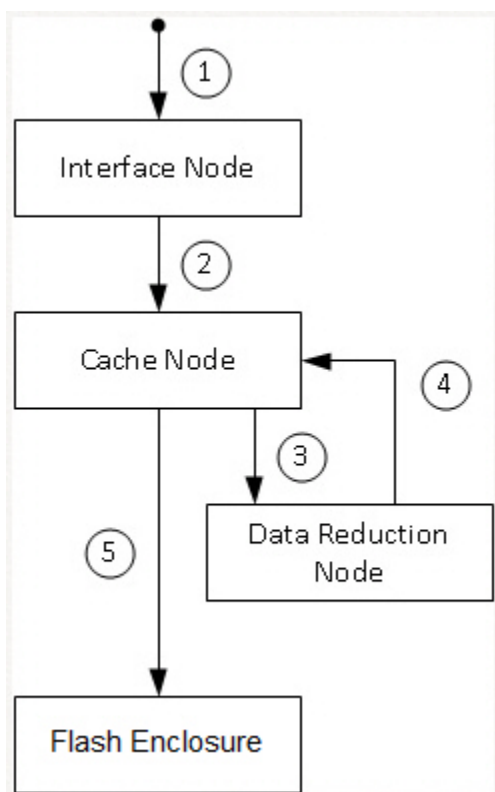 1
Interface Node
2
Cache Node
4
3
Data Reduction
Node
5
Flash Enclosure